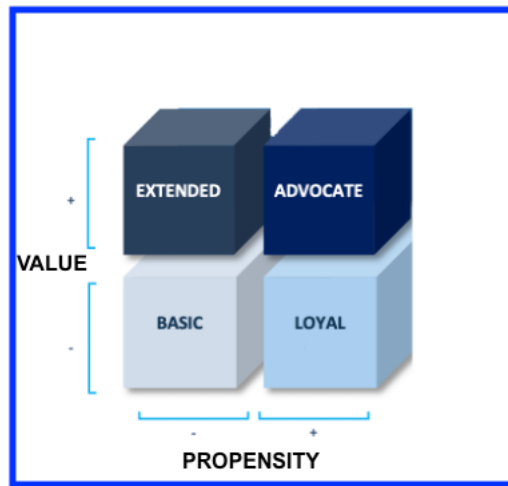 EXTENDED ADVOCATE
+
VALUE
BASIC LOYAL
-
- +
PROPENSITY